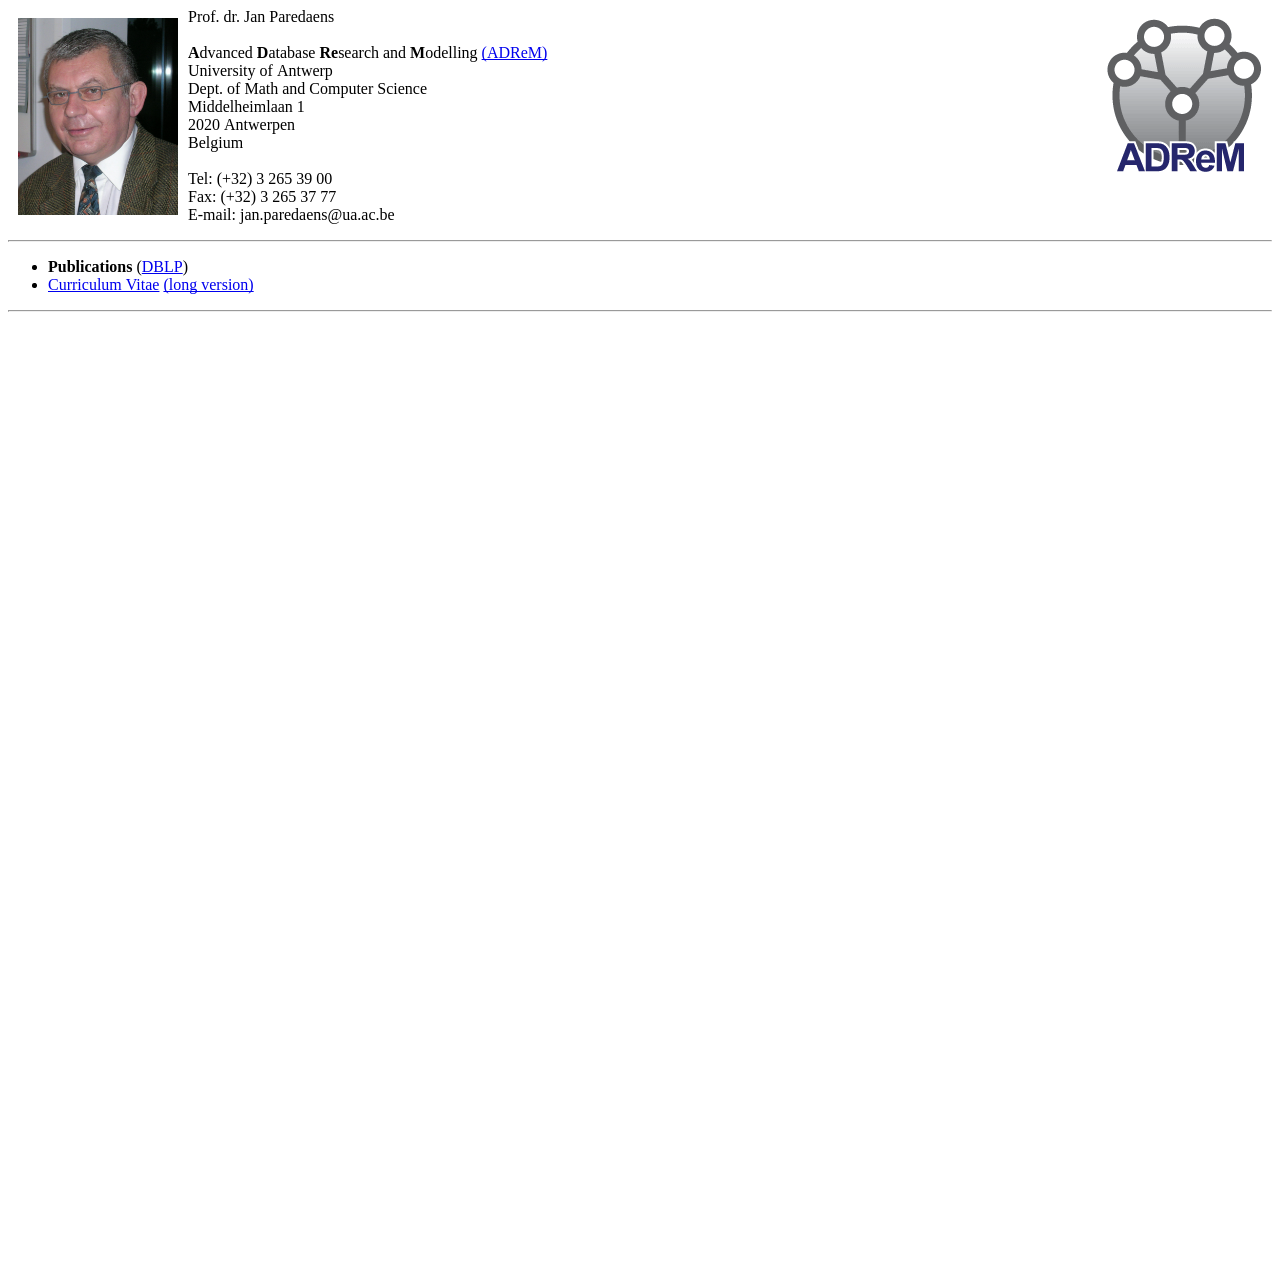 Prof. dr. Jan Paredaens
Advanced Database Research and Modelling (ADReM)
University of Antwerp
Dept. of Math and Computer Science
Middelheimlaan 1
2020 Antwerpen
Belgium
Tel: (+32) 3 265 39 00
Fax: (+32) 3 265 37 77
E-mail: jan.paredaens@ua.ac.be
ADReM
Publications (DBLP)
Curriculum Vitae (long version)